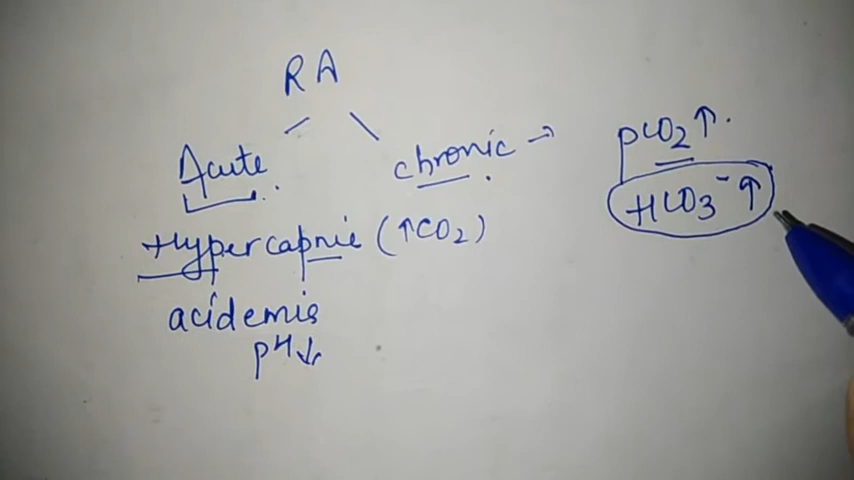 RA
Acute
chronic →
pCO2↑.
HCO3⁻↑
Hypercapnie (↑CO2)
acidemis
pH↓